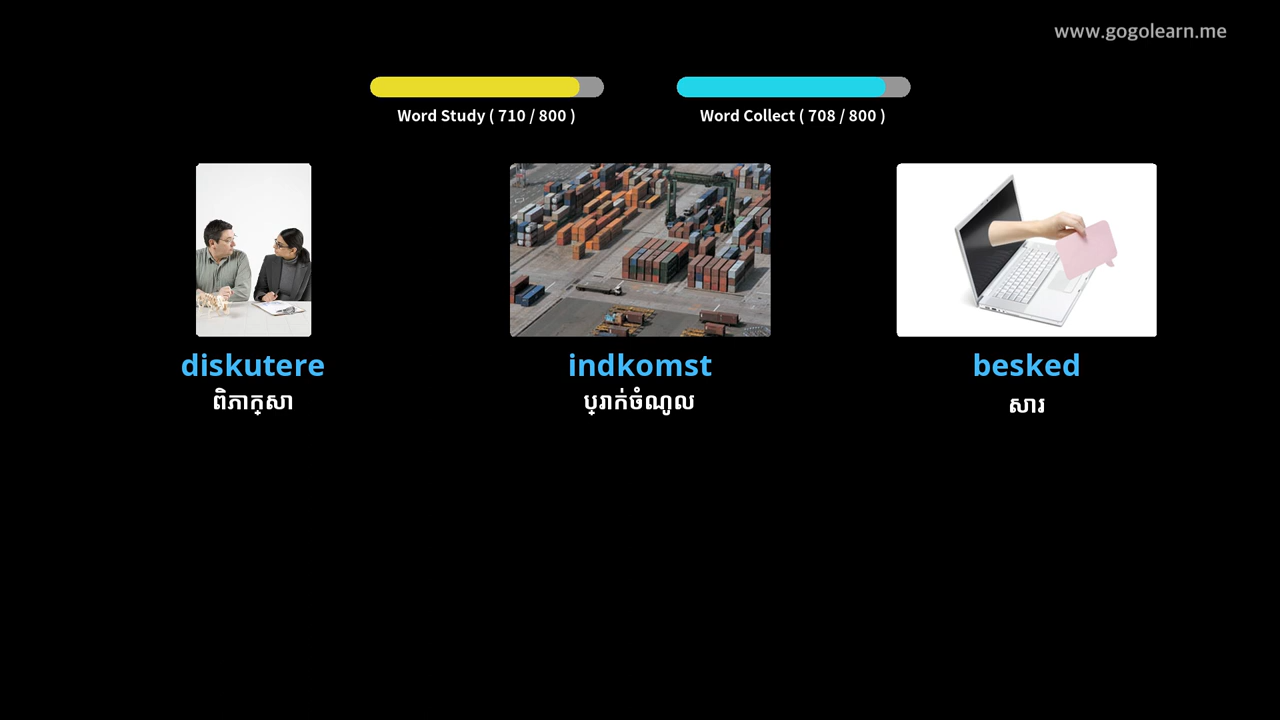 www.gogolearn.me
Word Study ( 710 / 800 )
Word Collect ( 708 / 800 )
diskutere
ពិភាក្សា
indkomst
ប្រាក់ចំណូល
besked
សារ